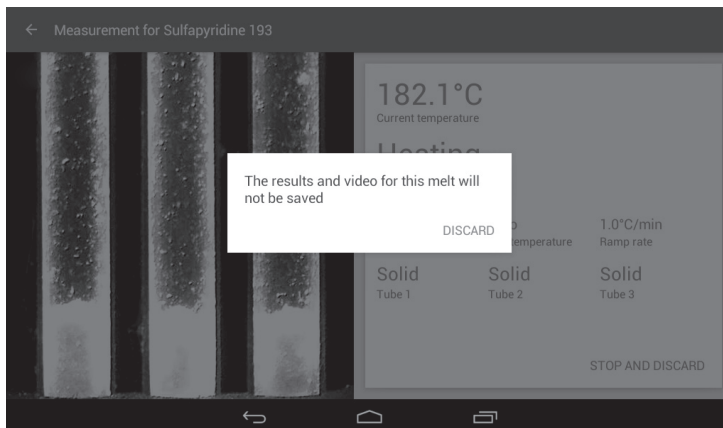 Measurement for Sulfapyridine 193
182.1°C
Current temperature
The results and video for this melt will
not be saved
DISCARD
1.0°C/min
Ramp rate
Solid
Tube 1
Solid
Tube 2
Solid
Tube 3
STOP AND DISCARD